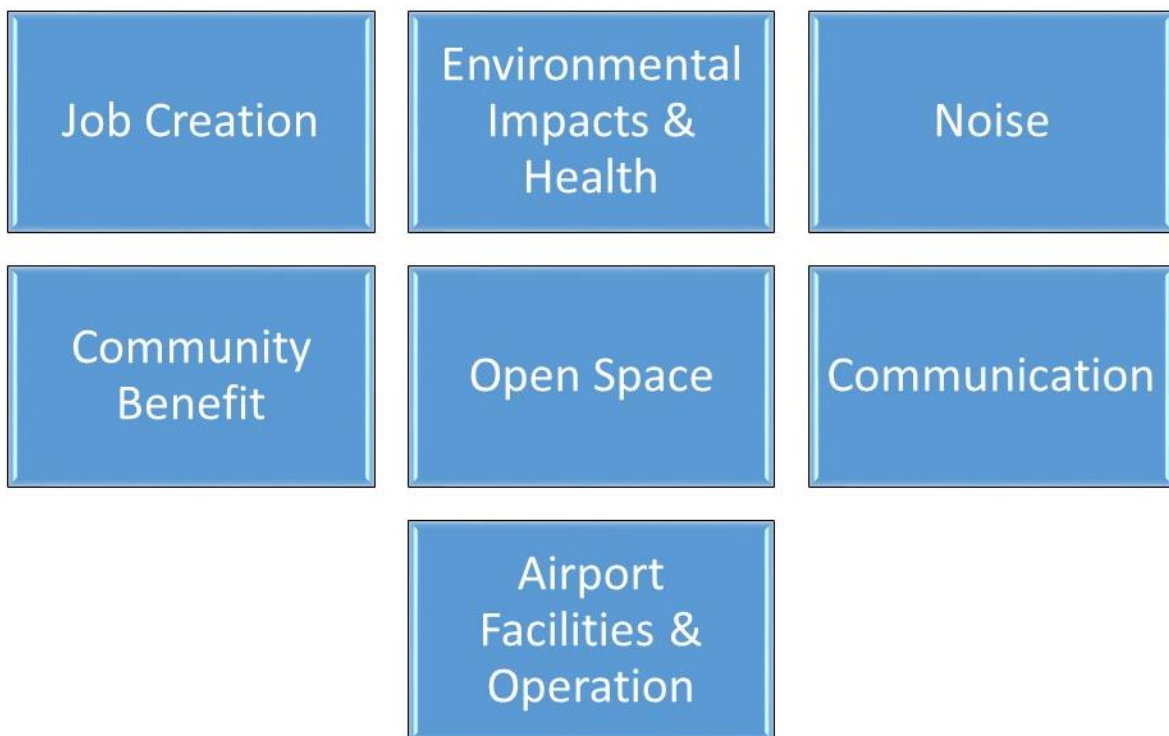 Job Creation
Environmental
Impacts &
Health
Noise
Community
Benefit
Open Space
Communication
Airport
Facilities &
Operation